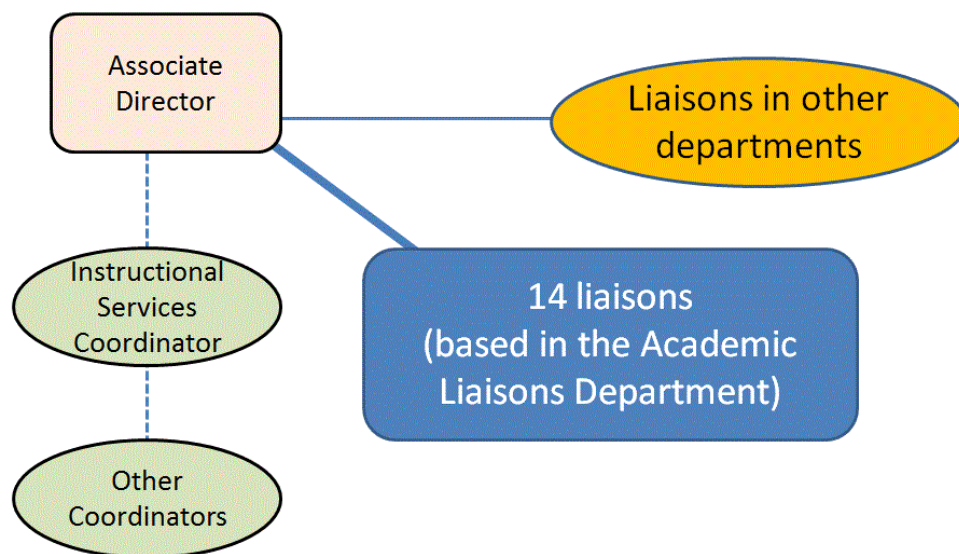 Associate
Director
Liaisons in other
departments
Instructional
Services
Coordinator
14 liaisons
(based in the Academic
Liaisons Department)
Other
Coordinators